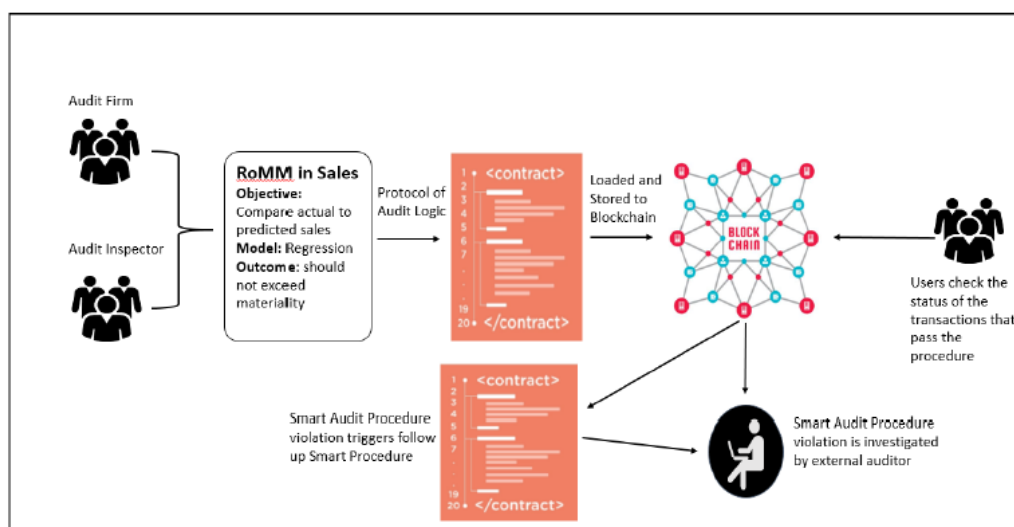 Audit Firm
Audit Inspector
RoMM in Sales
Objective:
Compare actual to
predicted sales
Model: Regression
Outcome: should
not exceed
materiality
Protocol of
Audit Logic
1
2
3
4
5
6
7
.
.
.
19
20
<contract>
</contract>
Loaded and
Stored to
Blockchain
BLOCK
CHAIN
Users check the
status of the
transactions that
pass the
procedure
Smart Audit Procedure
violation triggers follow
up Smart Procedure
1
2
3
4
5
6
7
.
.
.
19
20
<contract>
</contract>
Smart Audit Procedure
violation is investigated
by external auditor